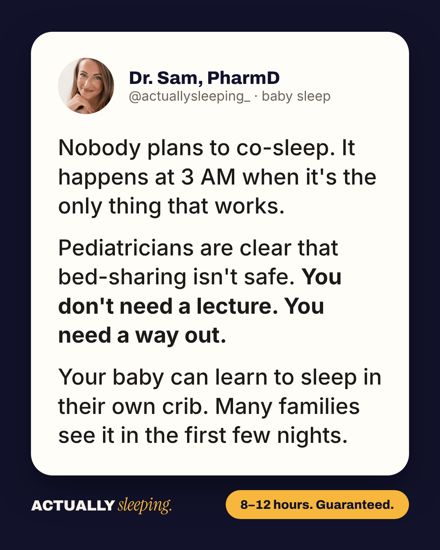 Dr. Sam, PharmD
@actuallysleeping_ · baby sleep
Nobody plans to co-sleep. It
happens at 3 AM when it's the
only thing that works.
Pediatricians are clear that
bed-sharing isn't safe. You
don't need a lecture. You
need a way out.
Your baby can learn to sleep in
their own crib. Many families
see it in the first few nights.
ACTUALLY sleeping.
8–12 hours. Guaranteed.